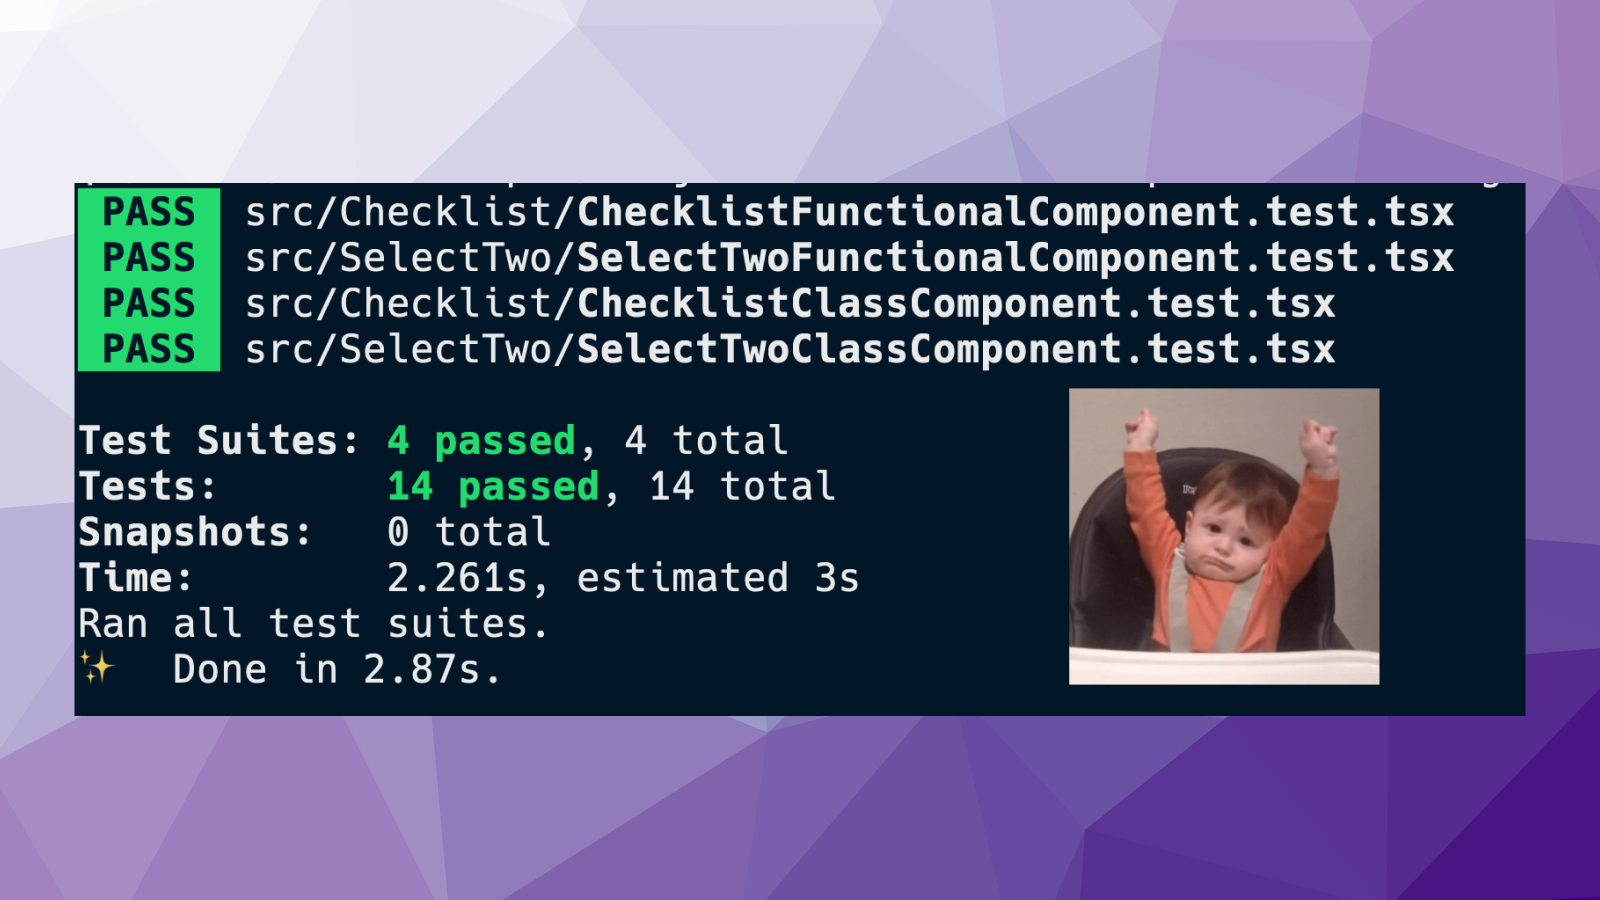 PASS src/Checklist/ChecklistFunctionalComponent.test.tsx
PASS src/SelectTwo/SelectTwoFunctionalComponent.test.tsx
PASS src/Checklist/ChecklistClassComponent.test.tsx
PASS src/SelectTwo/SelectTwoClassComponent.test.tsx
Test Suites: 4 passed, 4 total
Tests: 14 passed, 14 total
Snapshots: 0 total
Time: 2.261s, estimated 3s
Ran all test suites.
✨ Done in 2.87s.